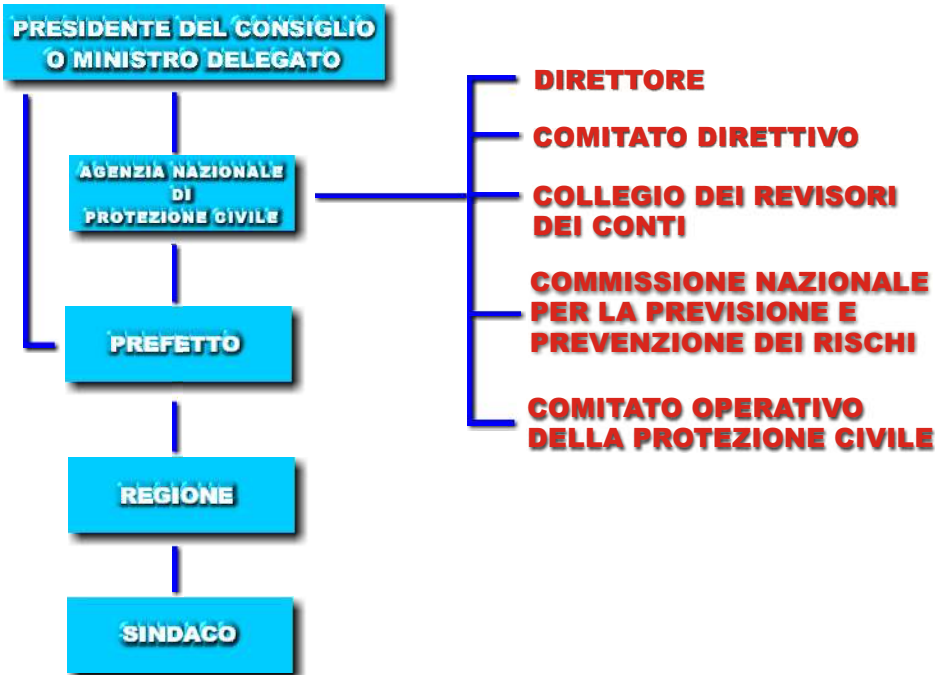 PRESIDENTE DEL CONSIGLIO
O MINISTRO DELEGATO
AGENZIA NAZIONALE
DI
PROTEZIONE CIVILE
PREFETTO
REGIONE
SINDACO
DIRETTORE
COMITATO DIRETTIVO
COLLEGIO DEI REVISORI
DEI CONTI
COMMISSIONE NAZIONALE
PER LA PREVISIONE E
PREVENZIONE DEI RISCHI
COMITATO OPERATIVO
DELLA PROTEZIONE CIVILE